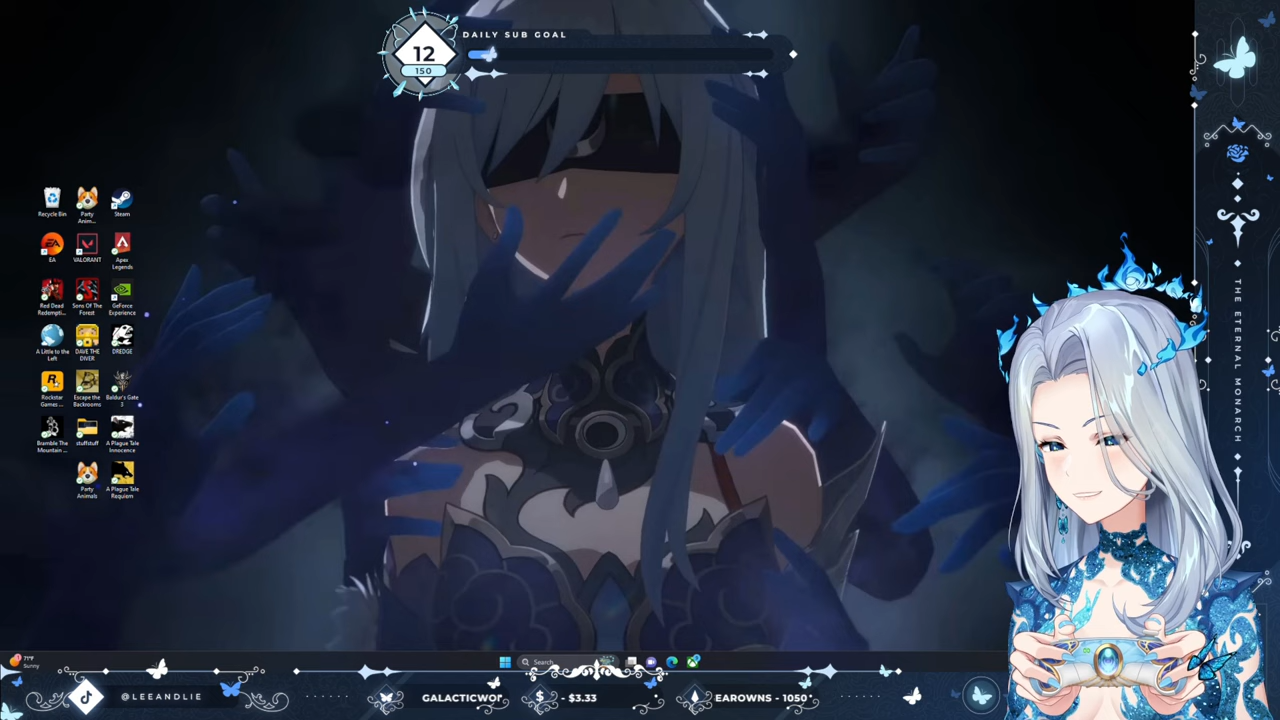 DAILY SUB GOAL
12
150
Recycle Bin
Party Anim...
Steam
EA
VALORANT
Apex Legends
Red Dead Redempti...
Sons Of The Forest
GeForce Experience
A Little to the Left
DAVE THE DIVER
DREDGE
Rockstar Games ...
Escape the Backrooms
Baldur's Gate 3
Bramble The Mountain ...
stuffstuff
A Plague Tale Innocence
Party Animals
A Plague Tale Requiem
THE ETERNAL MONARCH
71°F
Sunny
Search
@LEEANDLIE
GALACTICWOF
- $3.33
EAROWNS - 1050*